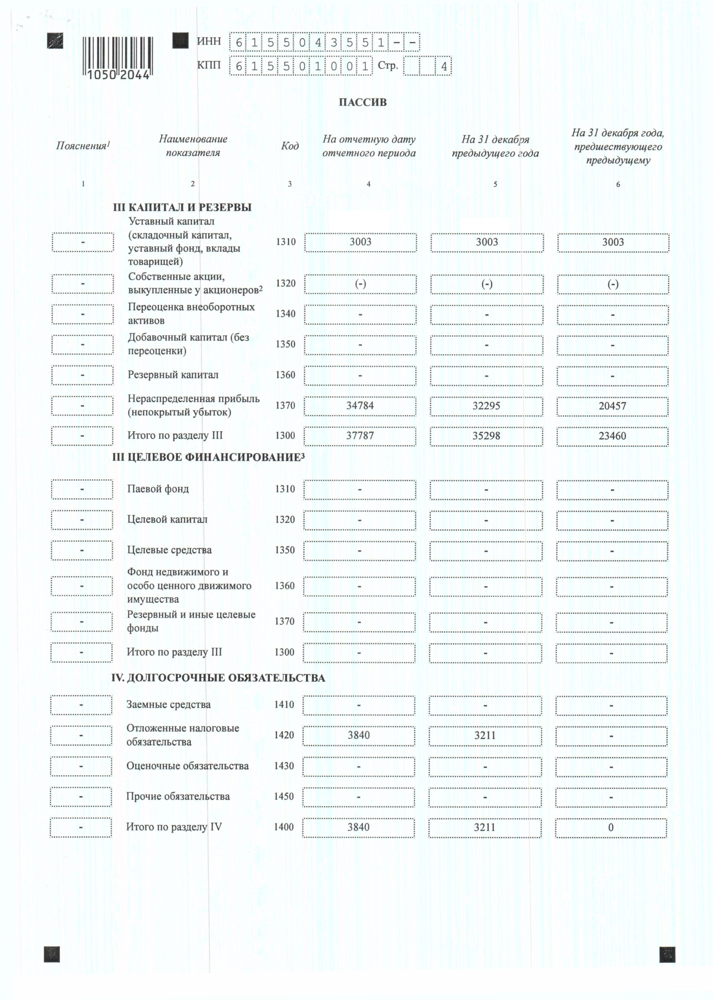 ИНН 6155043551--
10502044
КПП 615501001 Стр. 4
ПАССИВ
Пояснения1 Наименование показателя Код На отчетную дату отчетного периода На 31 декабря предыдущего года На 31 декабря года, предшествующего предыдущему
1 2 3 4 5 6
III КАПИТАЛ И РЕЗЕРВЫ
Уставный капитал
(складочный капитал,
- 1310 3003 3003 3003
уставный фонд, вклады
товарищей)
Собственные акции,
- 1320 (-) (-) (-)
выкупленные у акционеров2
Переоценка внеоборотных
- 1340 - - -
активов
Добавочный капитал (без
- 1350 - - -
переоценки)
- Резервный капитал 1360 - - -
Нераспределенная прибыль
- 1370 34784 32295 20457
(непокрытый убыток)
- Итого по разделу III 1300 37787 35298 23460
III ЦЕЛЕВОЕ ФИНАНСИРОВАНИЕ3
- Паевой фонд 1310 - - -
- Целевой капитал 1320 - - -
- Целевые средства 1350 - - -
Фонд недвижимого и
- особо ценного движимого 1360 - - -
имущества
Резервный и иные целевые
- 1370 - - -
фонды
- Итого по разделу III 1300 - - -
IV. ДОЛГОСРОЧНЫЕ ОБЯЗАТЕЛЬСТВА
- Заемные средства 1410 - - -
Отложенные налоговые
- 1420 3840 3211 -
обязательства
- Оценочные обязательства 1430 - - -
- Прочие обязательства 1450 - - -
- Итого по разделу IV 1400 3840 3211 0